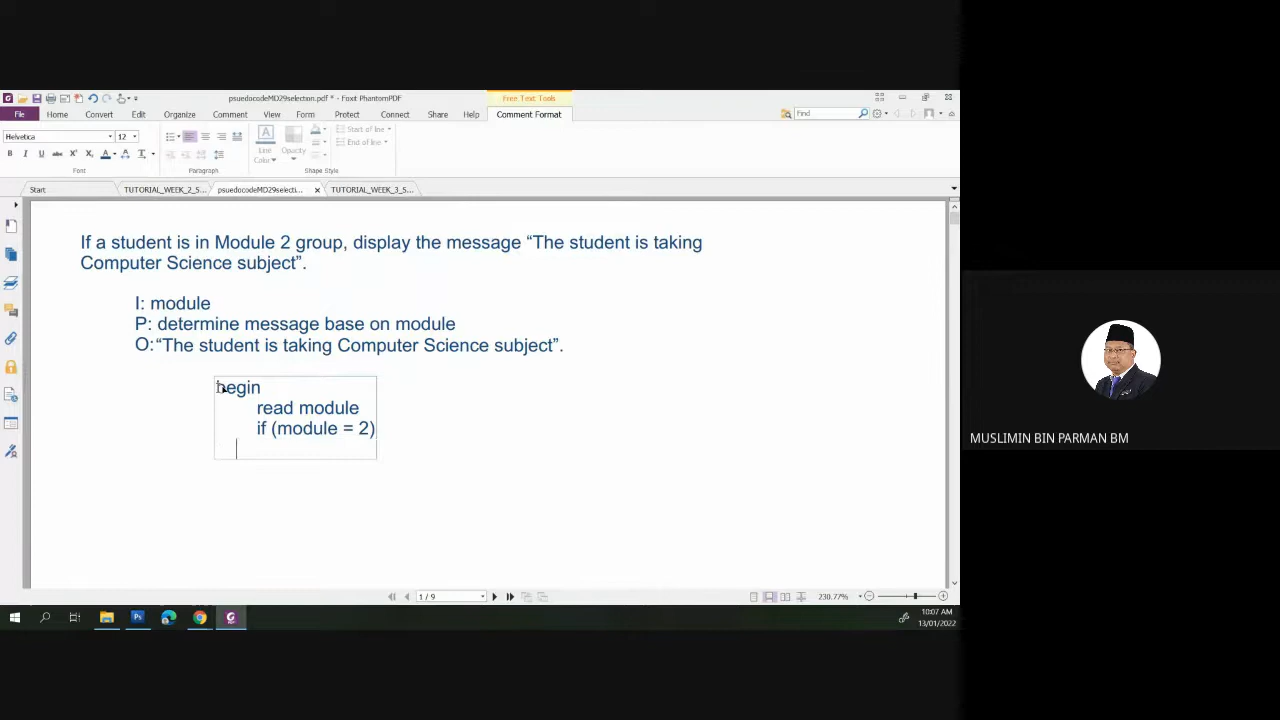 psuedocodeMD29selection.pdf * - Foxit PhantomPDF
Free Text Tools
File Home Convert Edit Organize Comment View Form Protect Connect Share Help Comment Format
Find
Helvetica 12
Line Color
Opacity
Start of line
End of line
Font Paragraph Shape Style
Start TUTORIAL_WEEK_2_S... psuedocodeMD29selecti... TUTORIAL_WEEK_3_S...
If a student is in Module 2 group, display the message “The student is taking
Computer Science subject”.
I: module
P: determine message base on module
O:“The student is taking Computer Science subject”.
begin
read module
if (module = 2)
MUSLIMIN BIN PARMAN BM
1 / 9
230.77%
10:07 AM
13/01/2022